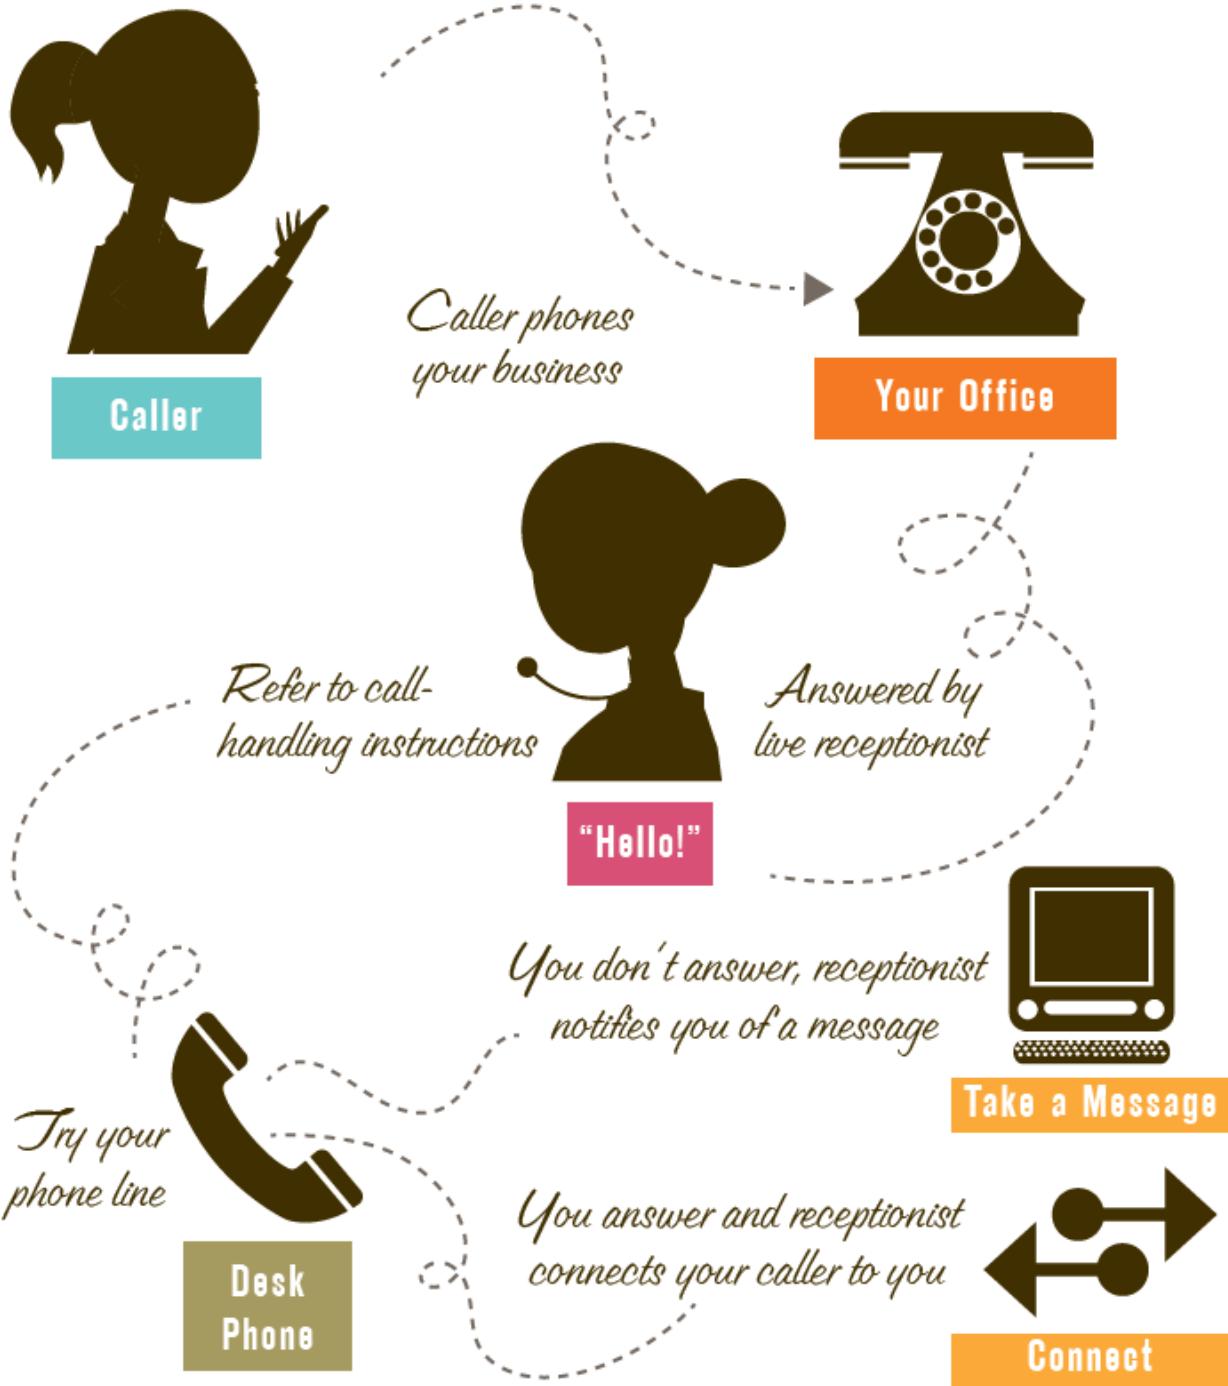 Caller phones
your business
Caller
Your Office
Refer to call-
handling instructions
Answered by
live receptionist
“Hello!”
You don't answer, receptionist
notifies you of a message
Take a Message
Try your
phone line
Desk
Phone
You answer and receptionist
connects your caller to you
Connect